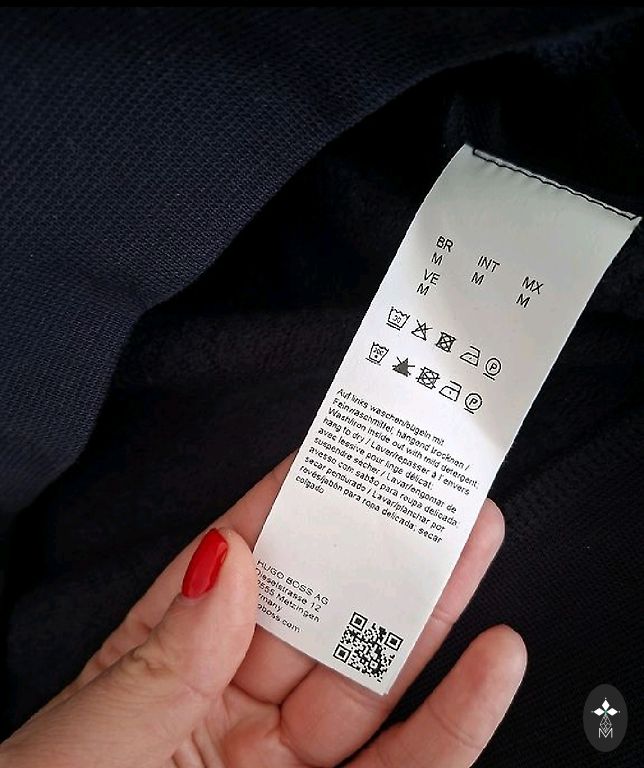 BR INT MX
M M M
VE
M
30
30
P
P
Auf links waschen/bügeln mit
Feinwaschmittel, hängend trocknen /
Wash/iron inside out with mild detergent,
hang to dry / Laver/repasser à l'envers
avec lessive pour linge délicat,
suspendre sécher / Lavar/engomar de
avesso com sabão para roupa delicada,
secar pendurado / Lavar/planchar por
revés/jabón para ropa delicada, secar
colgado
HUGO BOSS AG
Dieselstrasse 12
Metzingen
M